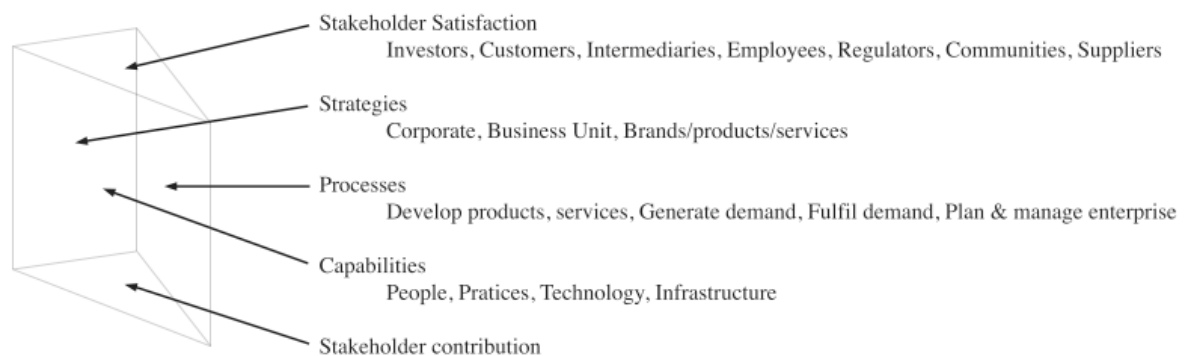 Stakeholder Satisfaction
Investors, Customers, Intermediaries, Employees, Regulators, Communities, Suppliers
Strategies
Corporate, Business Unit, Brands/products/services
Processes
Develop products, services, Generate demand, Fulfil demand, Plan & manage enterprise
Capabilities
People, Pratices, Technology, Infrastructure
Stakeholder contribution